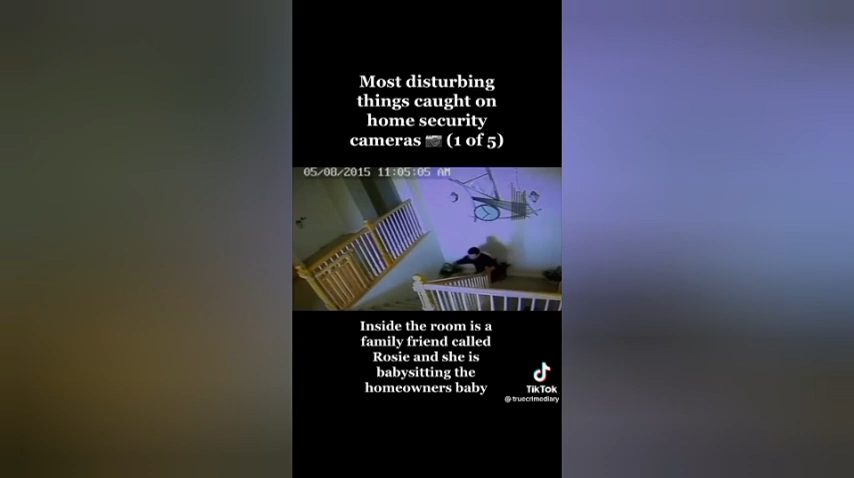 Most disturbing
things caught on
home security
cameras 📷 (1 of 5)
05/08/2015 11:05:05 AM
Inside the room is a
family friend called
Rosie and she is
babysitting the
homeowners baby
TikTok
@truecrimediary